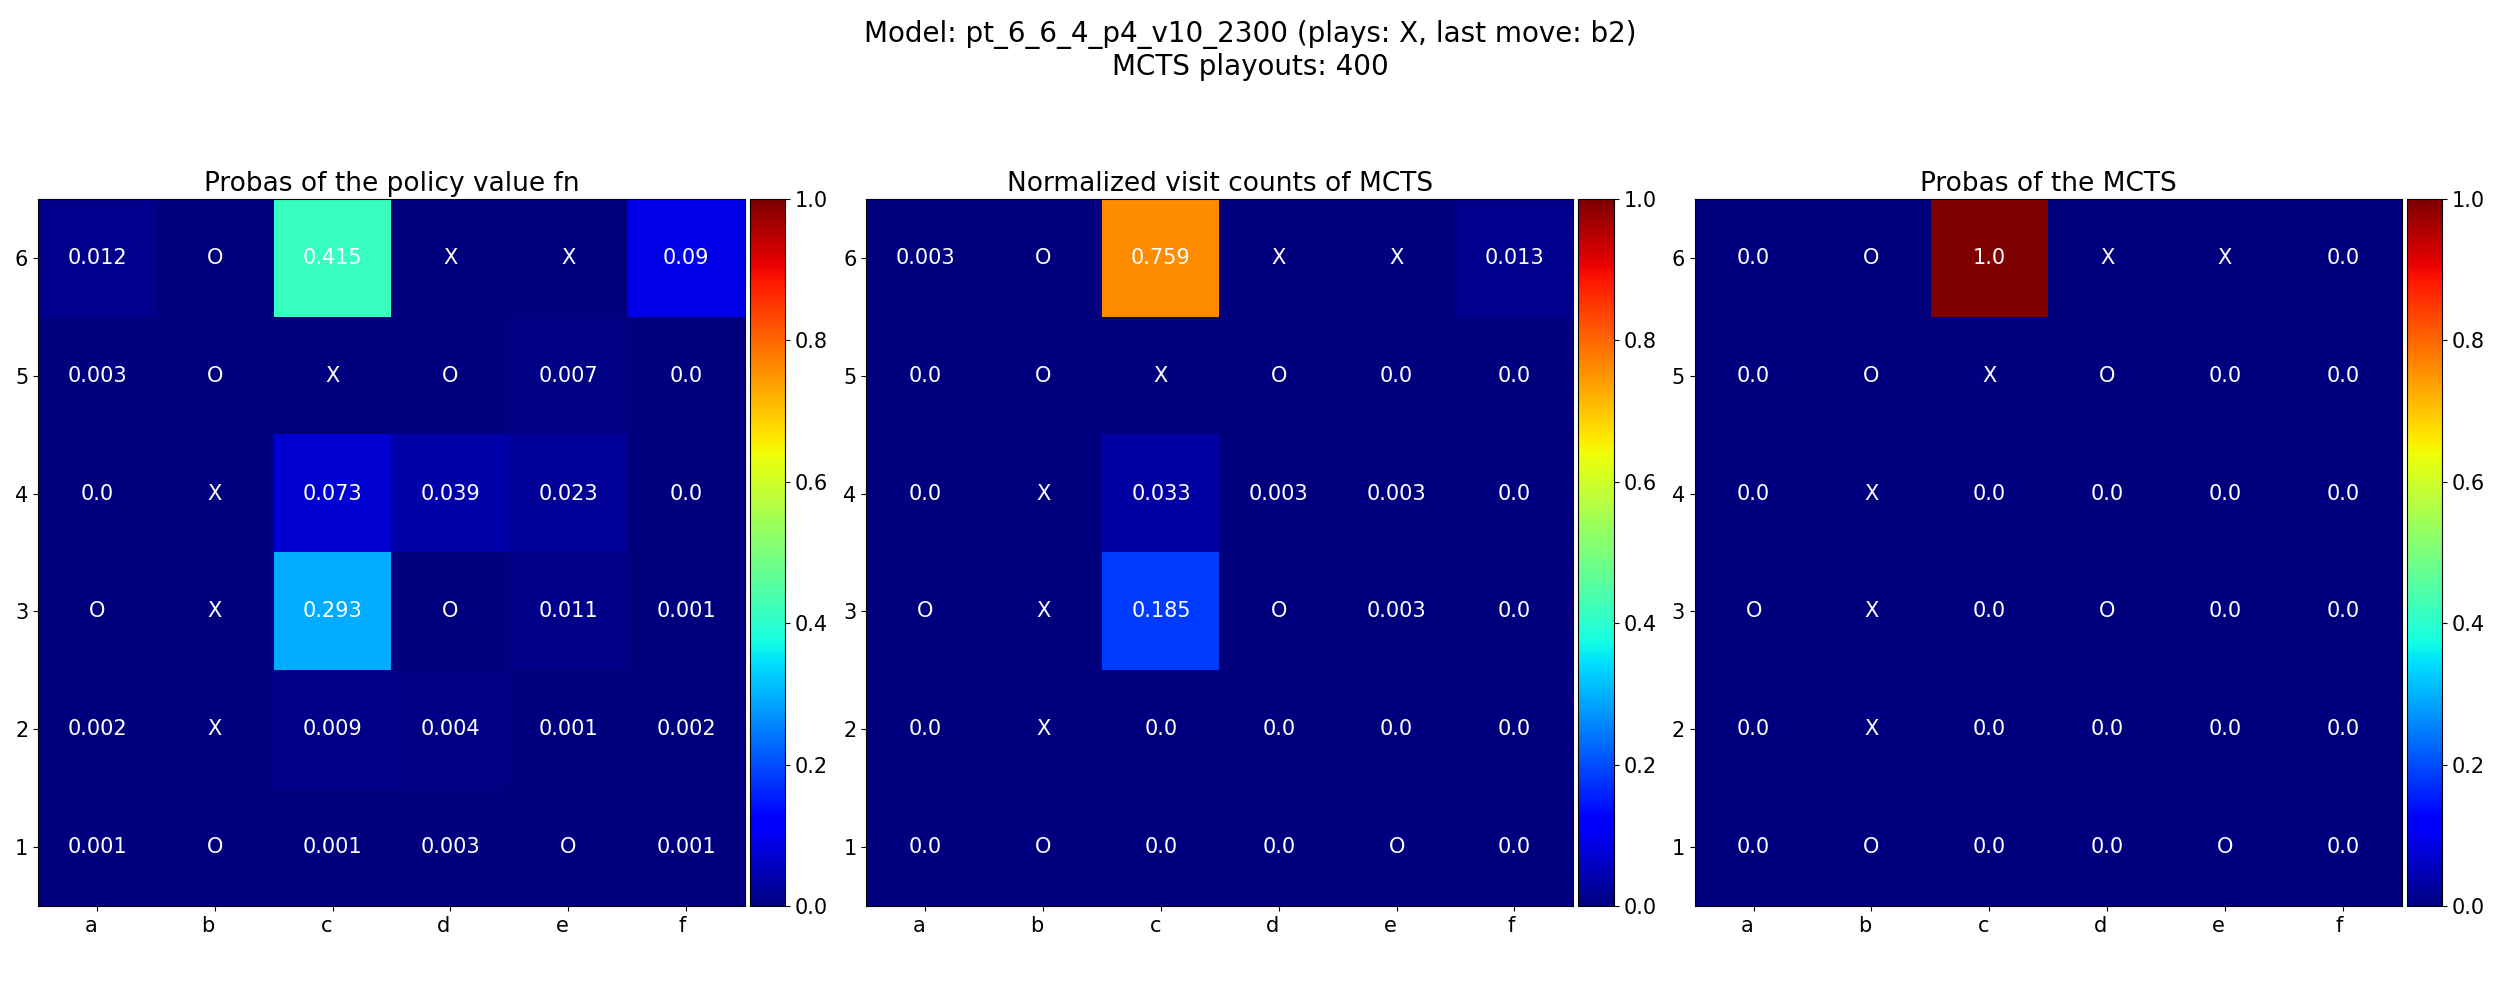 Model: pt_6_6_4_p4_v10_2300 (plays: X, last move: b2)
MCTS playouts: 400
Probas of the policy value fn
6 0.012 O 0.415 X X 0.09
5 0.003 O X O 0.007 0.0
4 0.0 X 0.073 0.039 0.023 0.0
3 O X 0.293 O 0.011 0.001
2 0.002 X 0.009 0.004 0.001 0.002
1 0.001 O 0.001 0.003 O 0.001
a b c d e f
1.0
0.8
0.6
0.4
0.2
0.0
Normalized visit counts of MCTS
6 0.003 O 0.759 X X 0.013
5 0.0 O X O 0.0 0.0
4 0.0 X 0.033 0.003 0.003 0.0
3 O X 0.185 O 0.003 0.0
2 0.0 X 0.0 0.0 0.0 0.0
1 0.0 O 0.0 0.0 O 0.0
a b c d e f
1.0
0.8
0.6
0.4
0.2
0.0
Probas of the MCTS
6 0.0 O 1.0 X X 0.0
5 0.0 O X O 0.0 0.0
4 0.0 X 0.0 0.0 0.0 0.0
3 O X 0.0 O 0.0 0.0
2 0.0 X 0.0 0.0 0.0 0.0
1 0.0 O 0.0 0.0 O 0.0
a b c d e f
1.0
0.8
0.6
0.4
0.2
0.0